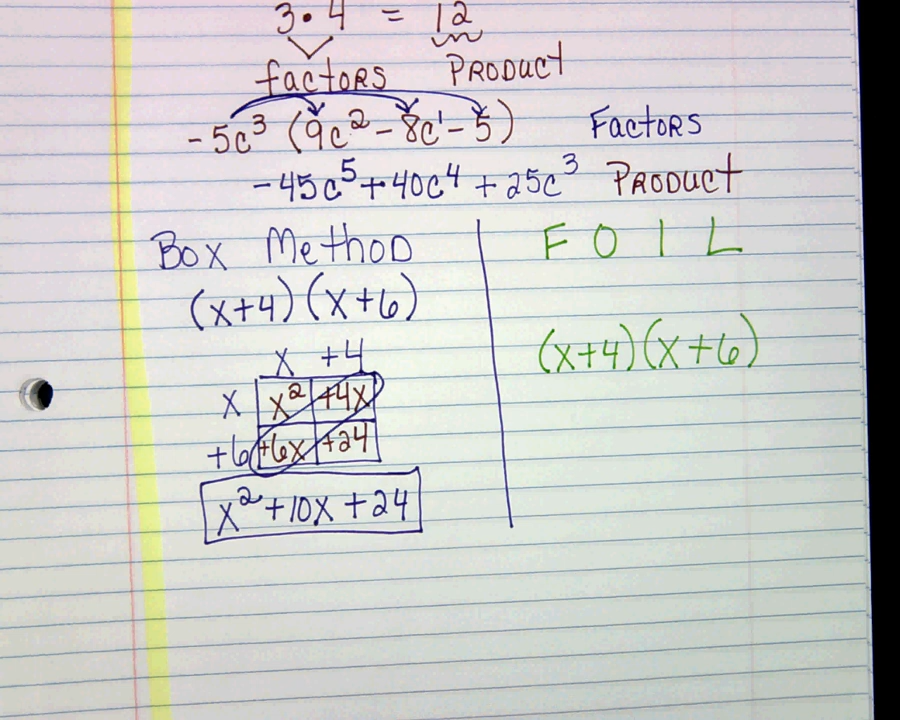 3 • 4 = 12
factors PRODUCT
-5c³ (9c² - 8c¹ - 5) Factors
-45c⁵ + 40c⁴ + 25c³ PRODUCT
Box Method
(x+4)(x+6)
x +4
x x² +4x
+6 +6x +24
x² +10x +24
F O I L
(x+4)(x+6)